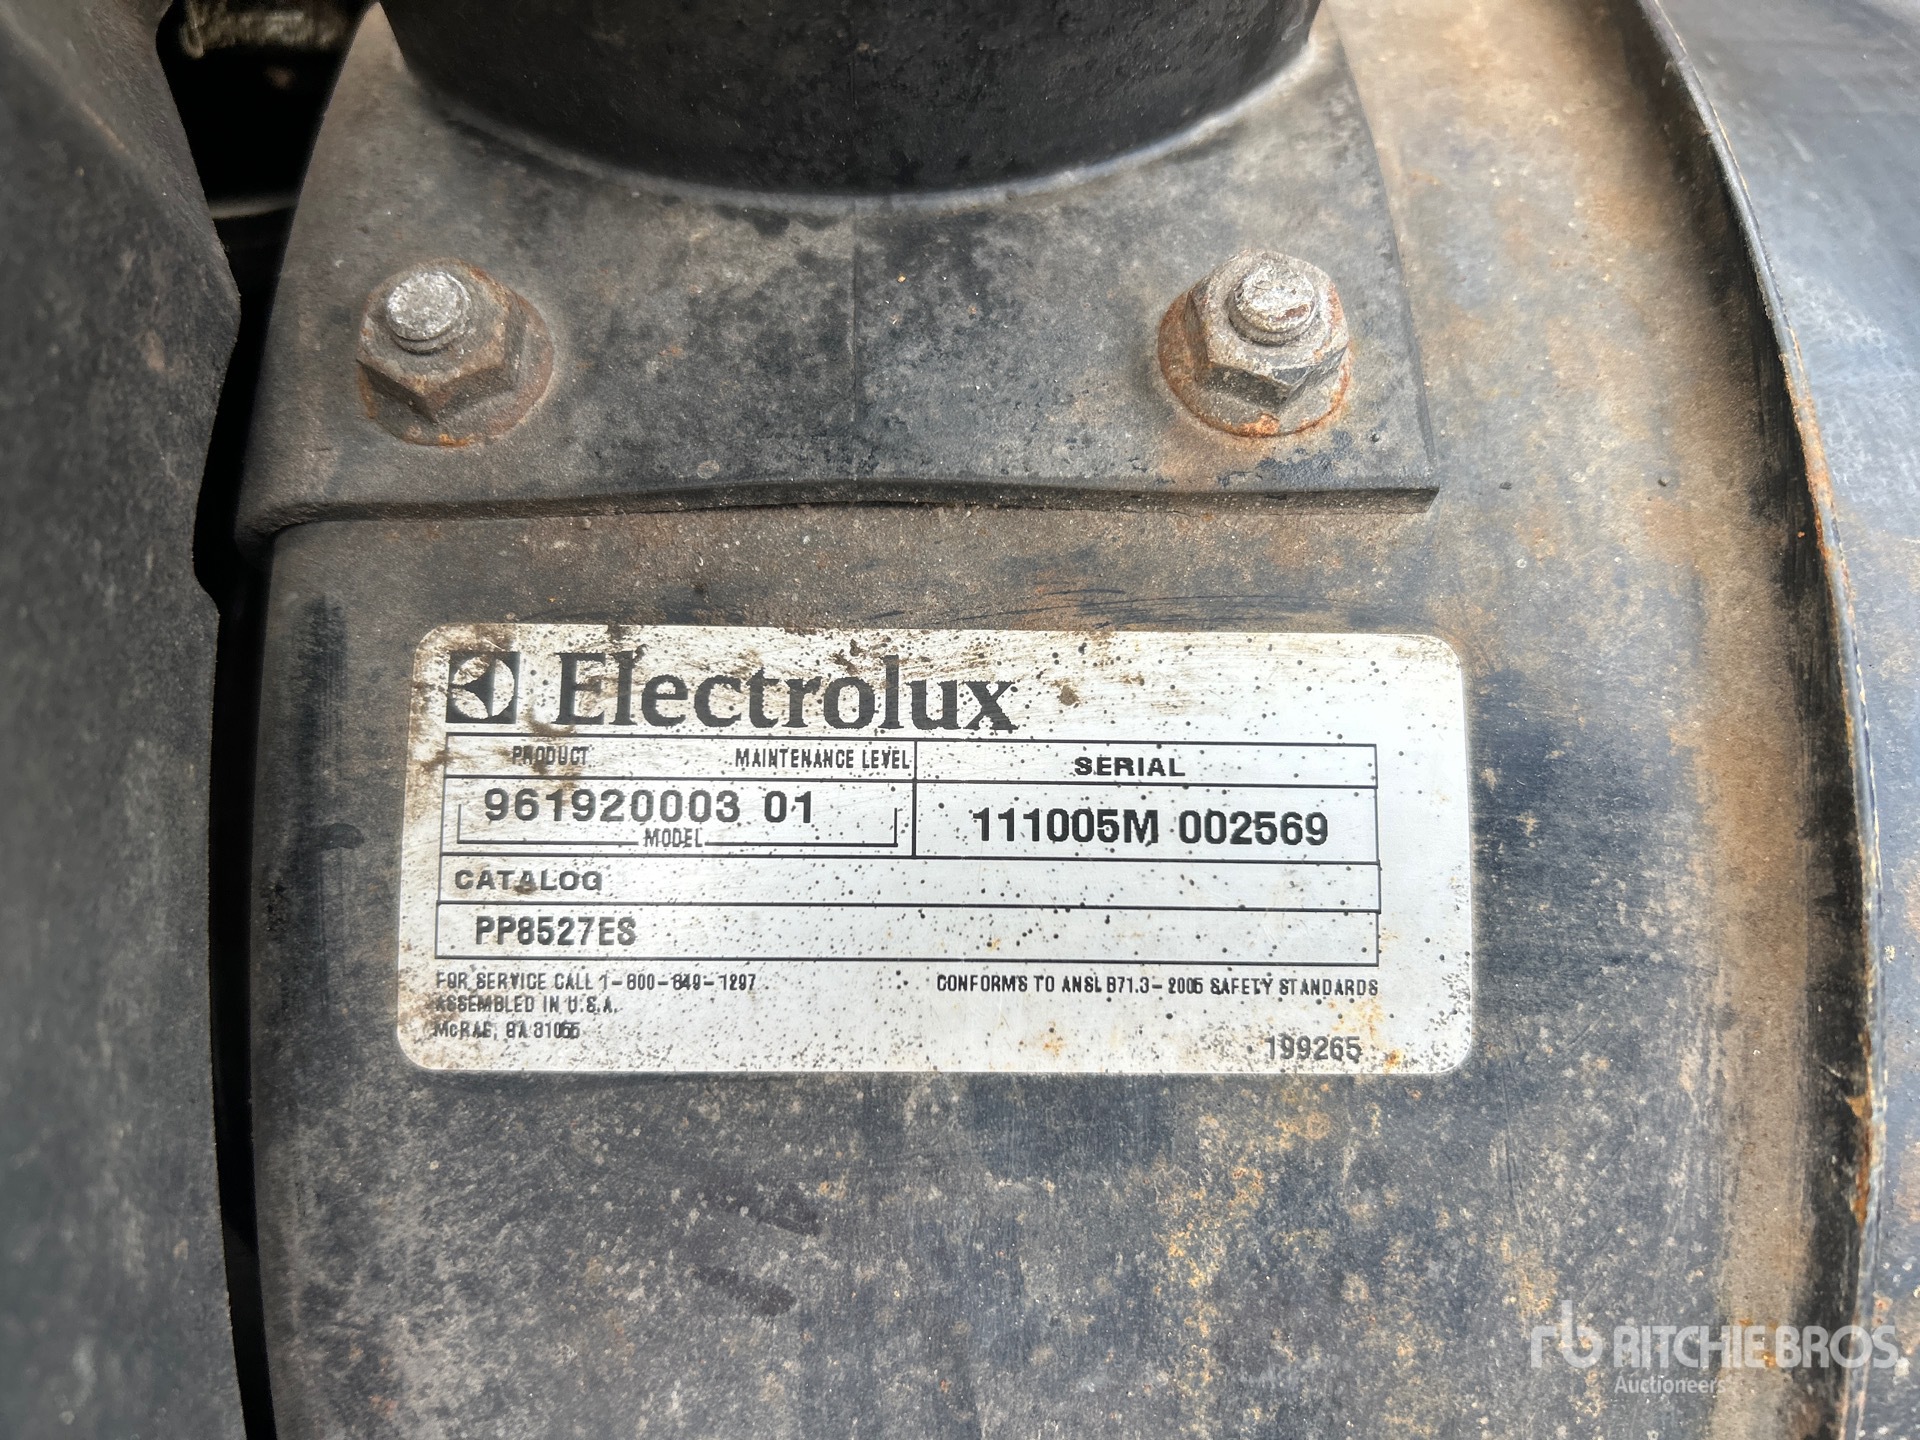 Electrolux
PRODUCT MAINTENANCE LEVEL SERIAL
961920003 01 111005M 002569
MODEL
CATALOG
PP8527ES
FOR SERVICE CALL 1-800-849-1297 CONFORMS TO ANSI B71.3-2005 SAFETY STANDARDS
ASSEMBLED IN U.S.A.
McRAE, GA 31055
199265
rb RITCHIE BROS.
Auctioneers